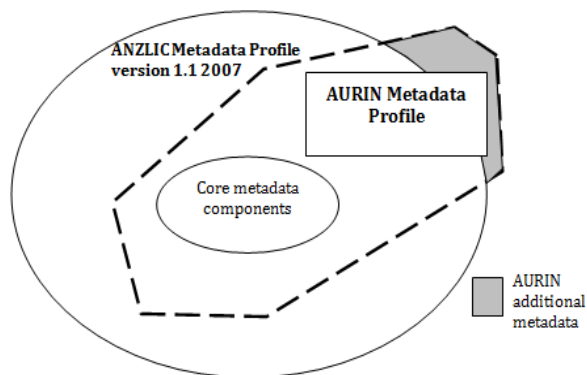 ANZLIC Metadata Profile
version 1.1 2007
AURIN Metadata
Profile
Core metadata
components
AURIN
additional
metadata